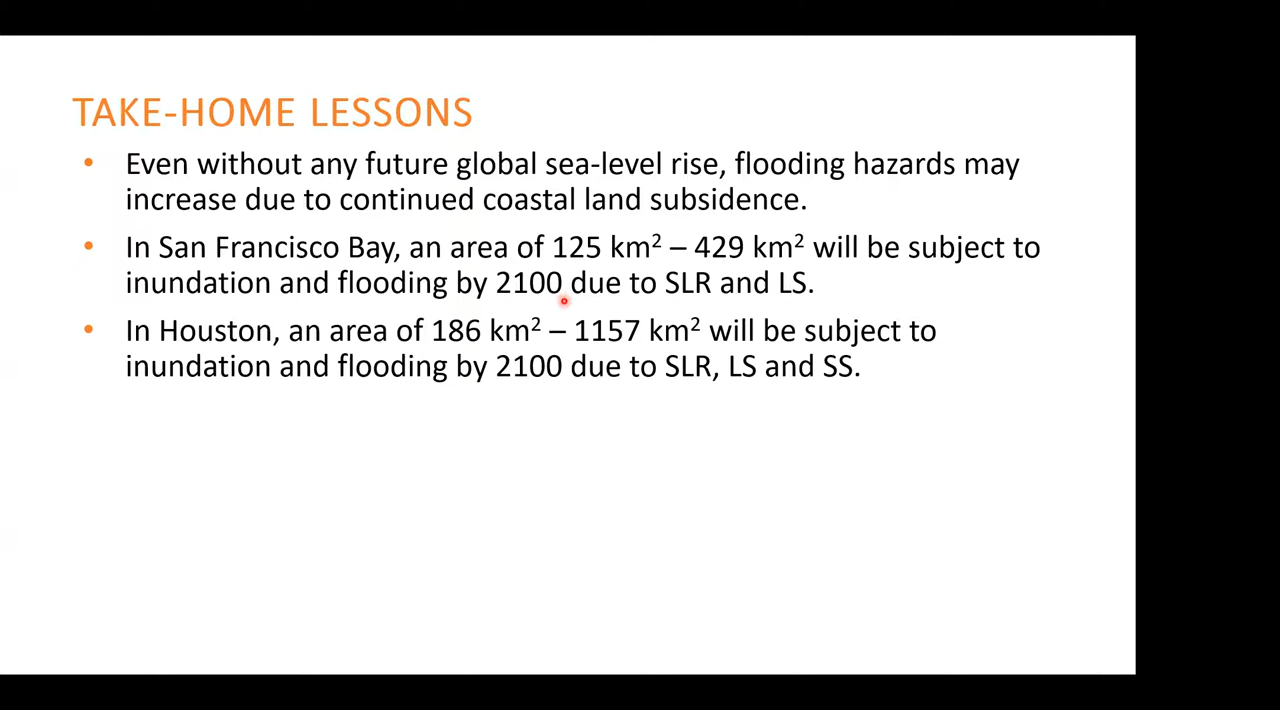 TAKE-HOME LESSONS
• Even without any future global sea-level rise, flooding hazards may
increase due to continued coastal land subsidence.
• In San Francisco Bay, an area of 125 km² – 429 km² will be subject to
inundation and flooding by 2100 due to SLR and LS.
• In Houston, an area of 186 km² – 1157 km² will be subject to
inundation and flooding by 2100 due to SLR, LS and SS.